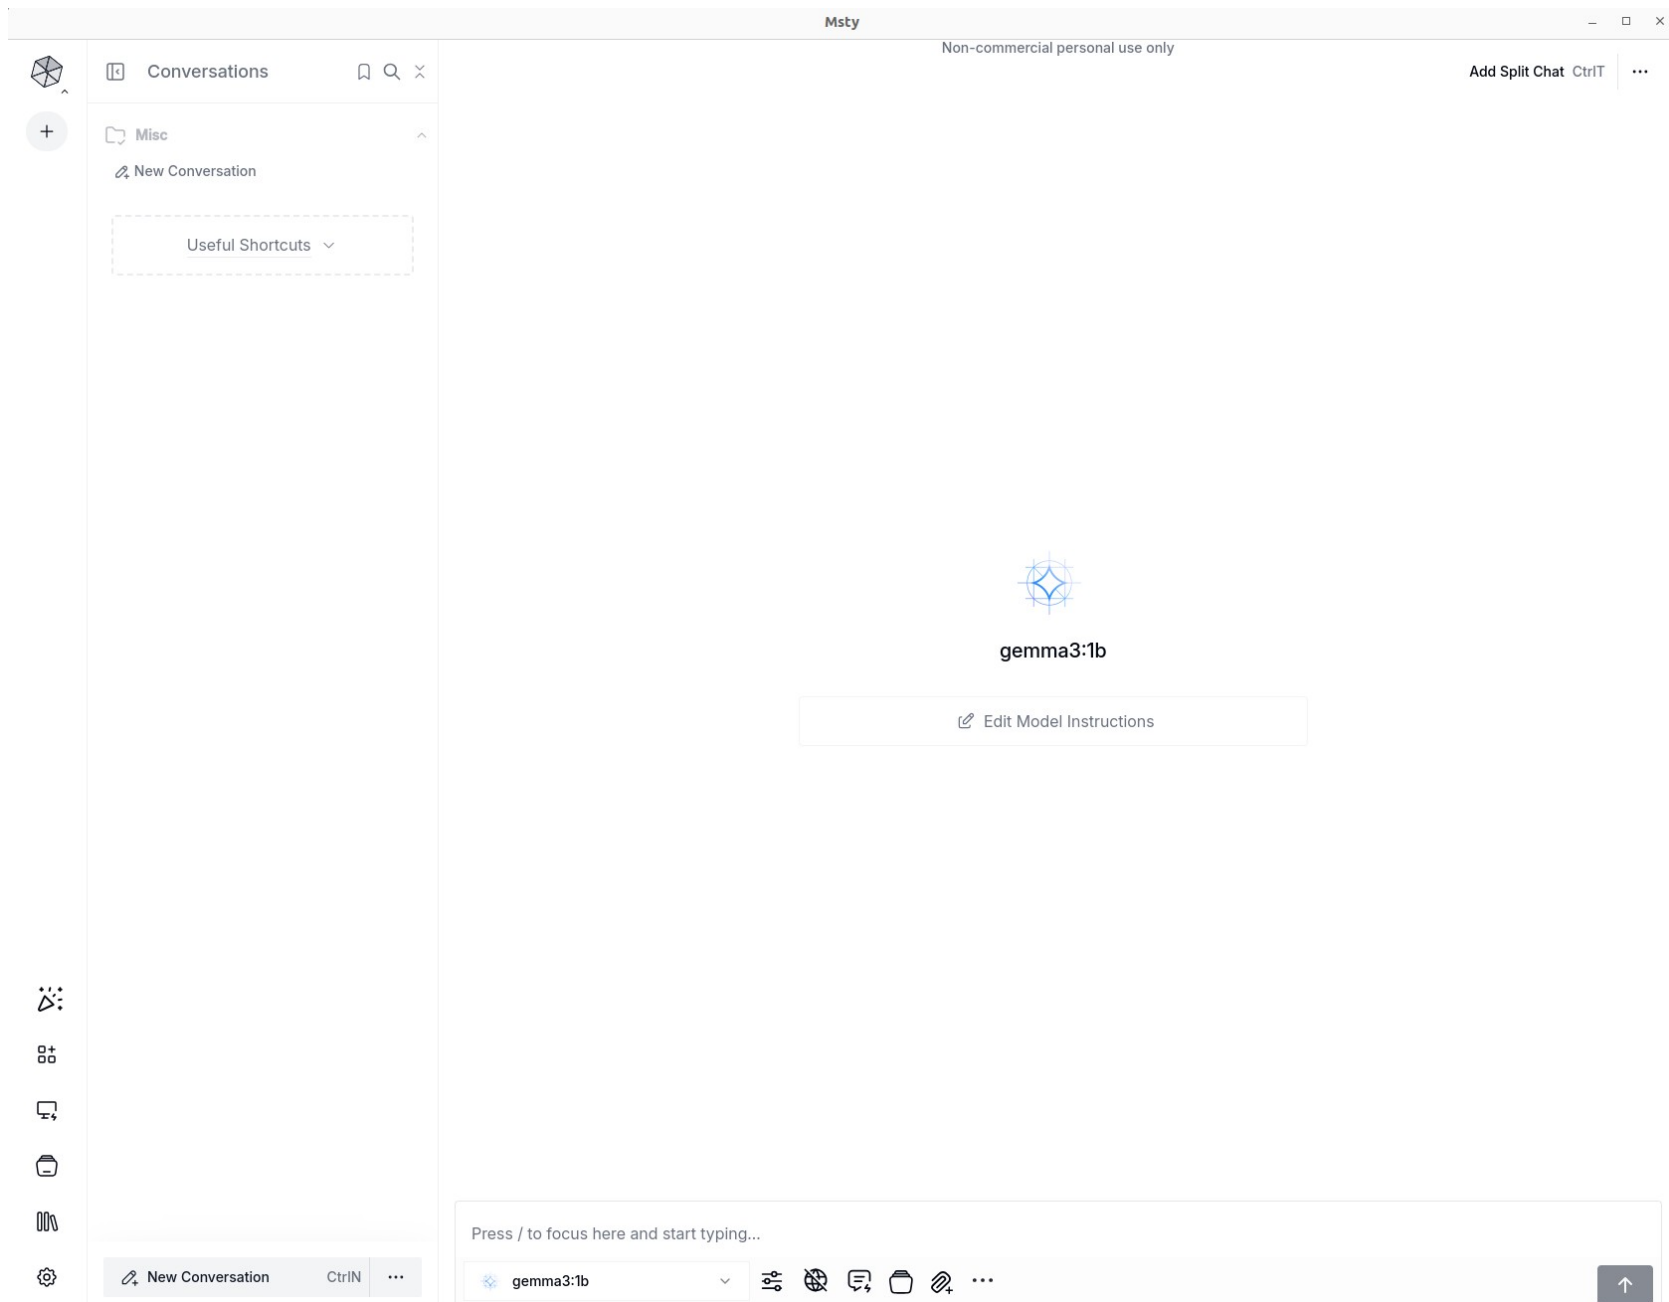 Msty
Non-commercial personal use only
Conversations
Add Split Chat CtrlT
Misc
New Conversation
Useful Shortcuts
gemma3:1b
Edit Model Instructions
Press / to focus here and start typing...
New Conversation CtrlN
gemma3:1b